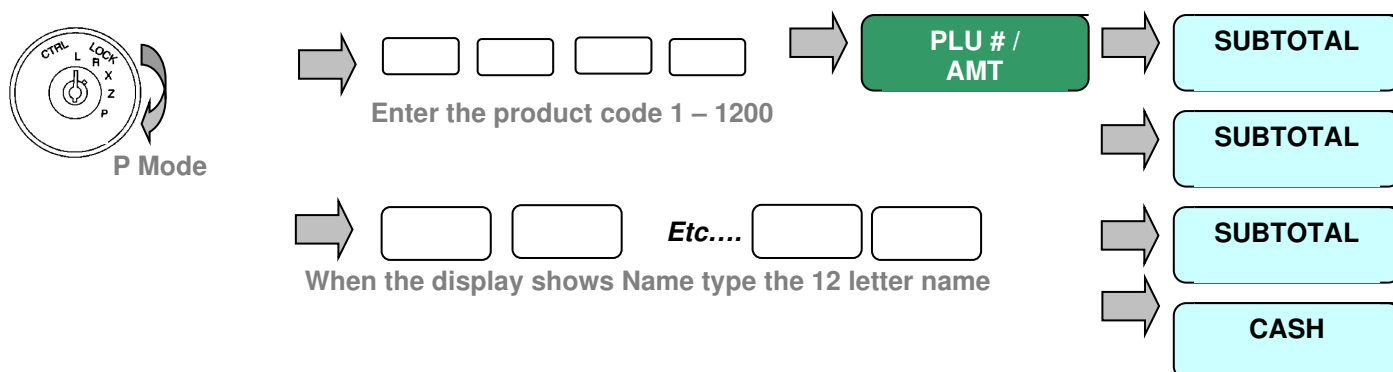 CTRL L LOCK R X Z P
P Mode
Enter the product code 1 – 1200
PLU # /
AMT
SUBTOTAL
SUBTOTAL
Etc….
When the display shows Name type the 12 letter name
SUBTOTAL
CASH